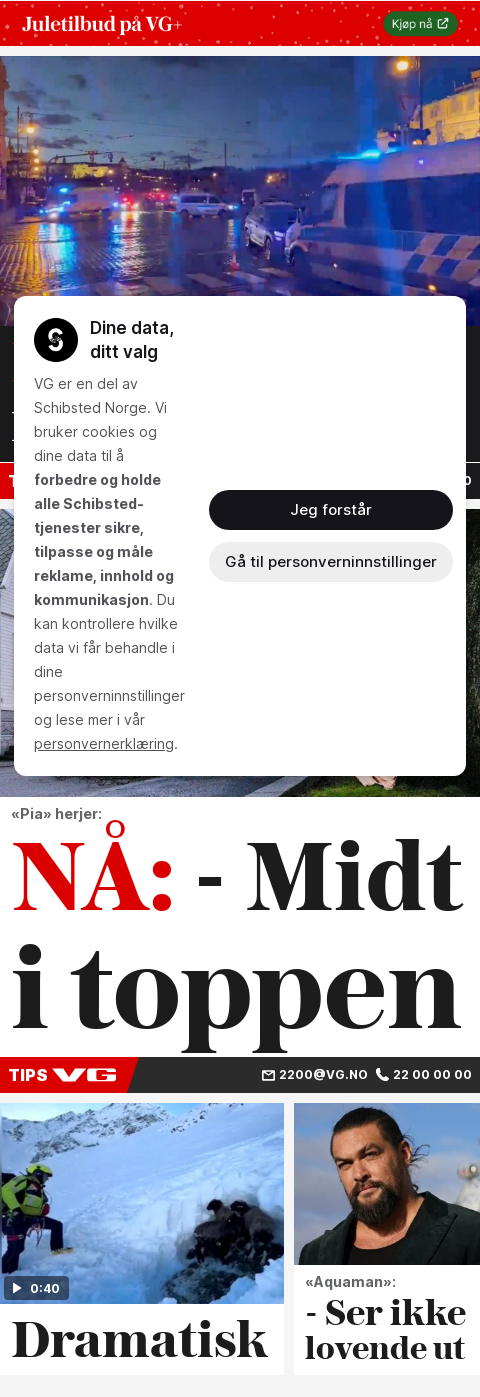 Juletilbud på VG+
Kjøp nå
Dine data,
ditt valg
VG er en del av
Schibsted Norge. Vi
bruker cookies og
dine data til å
forbedre og holde
alle Schibsted-
tjenester sikre,
tilpasse og måle
reklame, innhold og
kommunikasjon. Du
kan kontrollere hvilke
data vi får behandle i
dine
personverninnstillinger
og lese mer i vår
personvernerklæring.
Jeg forstår
Gå til personverninnstillinger
«Pia» herjer:
NÅ: - Midt
i toppen
TIPS VG 2200@VG.NO 22 00 00 00
0:40
Dramatisk
«Aquaman»:
- Ser ikke
lovende ut